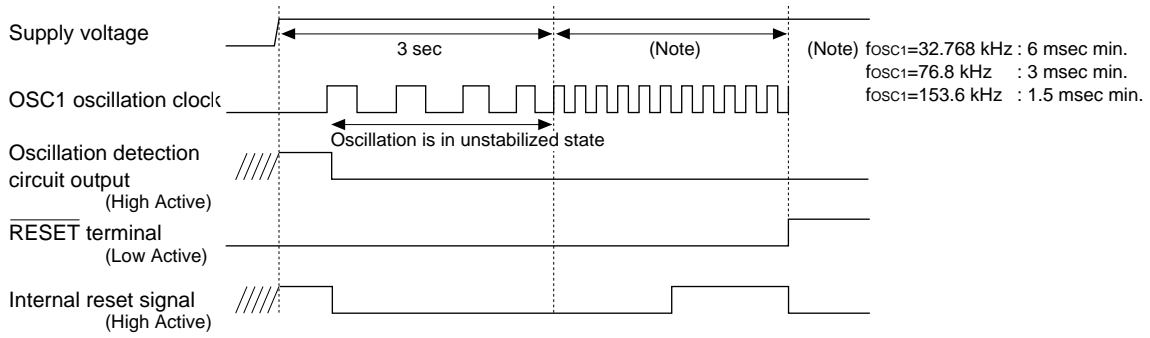 Supply voltage
3 sec
(Note)
(Note) fOSC1=32.768 kHz : 6 msec min.
fOSC1=76.8 kHz : 3 msec min.
fOSC1=153.6 kHz : 1.5 msec min.
OSC1 oscillation clock
Oscillation is in unstabilized state
Oscillation detection
circuit output
(High Active)
RESET terminal
(Low Active)
Internal reset signal
(High Active)